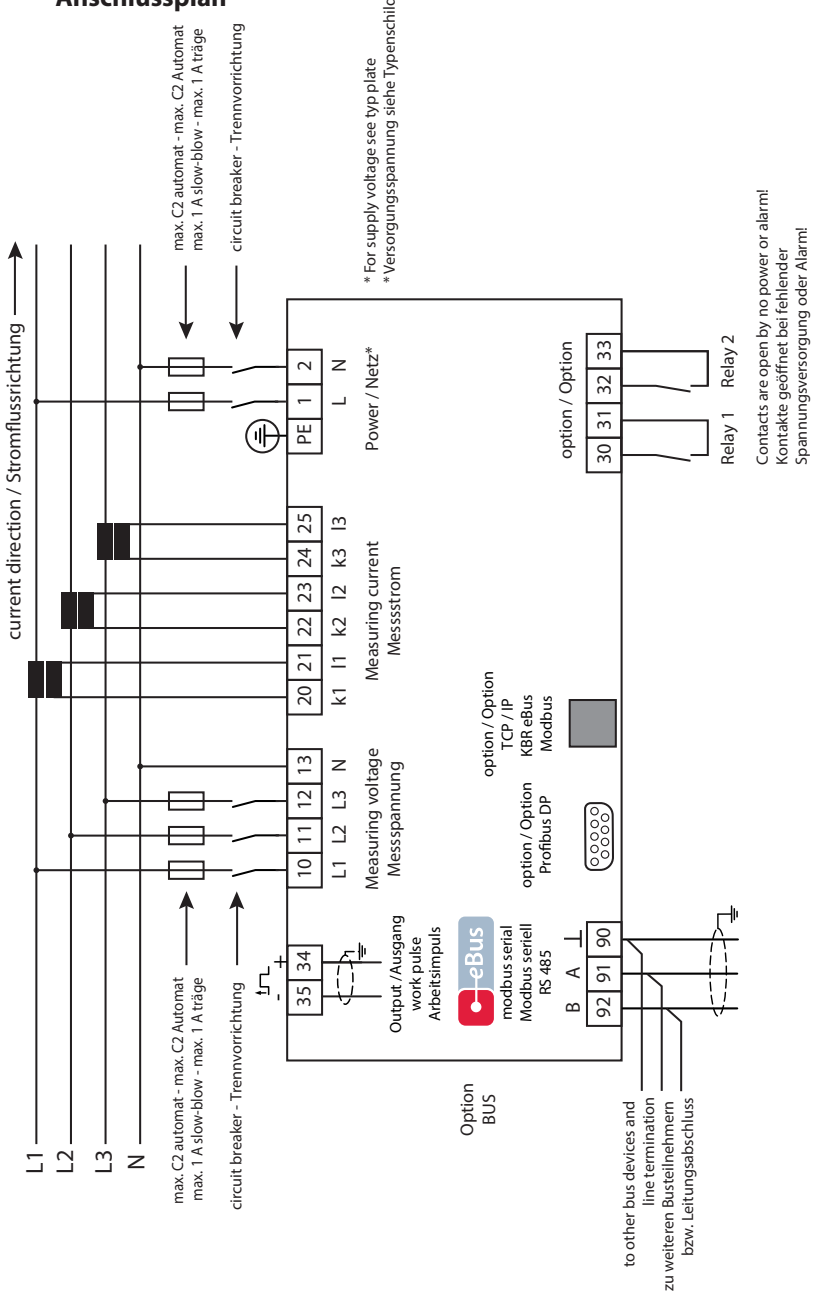 Anschlussplan
current direction / Stromflussrichtung
L1
L2
L3
N
max. C2 automat - max. C2 Automat
max. 1 A slow-blow - max. 1 A träge
circuit breaker - Trennvorrichtung
max. C2 automat - max. C2 Automat
max. 1 A slow-blow - max. 1 A träge
circuit breaker - Trennvorrichtung
* For supply voltage see typ plate
* Versorgungsspannung siehe Typenschild
- +
35 34
Output /Ausgang
work pulse
Arbeitsimpuls
10 11 12 13
L1 L2 L3 N
Measuring voltage
Messspannung
20 21 22 23 24 25
k1 l1 k2 l2 k3 l3
Measuring current
Messsstrom
PE 1 2
L N
Power / Netz*
Option
BUS
eBus
modbus serial
Modbus seriell
RS 485
B A
92 91 90
option / Option
Profibus DP
option / Option
TCP / IP
KBR eBus
Modbus
option / Option
30 31 32 33
Relay 1 Relay 2
to other bus devices and
line termination
zu weiteren Busteilnehmern
bzw. Leitungsabschluss
Contacts are open by no power or alarm!
Kontakte geöffnet bei fehlender
Spannungsversorgung oder Alarm!